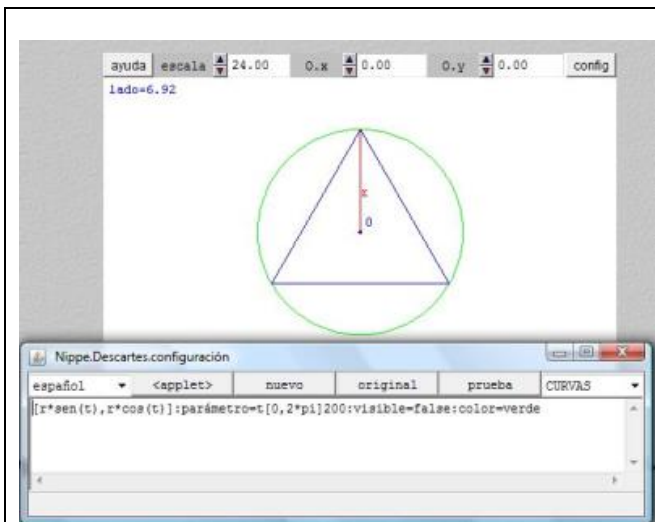 ayuda escala 24.00 O.x 0.00 O.y 0.00 config
lado=6.92
r
0
Nippe.Descartes.configuración
español <applet> nuevo original prueba CURVAS
[r*sen(t),r*cos(t)]:parámetro=t[0,2*pi]200:visible=false:color=verde